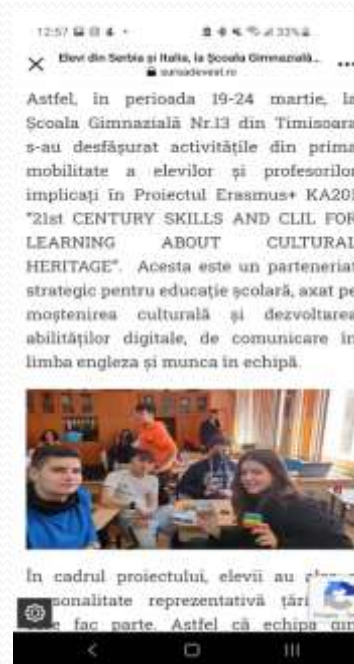 12:57
33%
Elevi din Serbia și Italia, la Școala Gimnazială...
sursadevest.ro
Astfel, în perioada 19-24 martie, la
Școala Gimnazială Nr.13 din Timisoara
s-au desfășurat activitățile din prima
mobilitate a elevilor și profesorilor
implicați în Proiectul Erasmus+ KA201
"21st CENTURY SKILLS AND CLIL FOR
LEARNING ABOUT CULTURAL
HERITAGE". Acesta este un parteneriat
strategic pentru educație școlară, axat pe
moștenirea culturală și dezvoltarea
abilităților digitale, de comunicare în
limba engleza și munca în echipă.
În cadrul proiectului, elevii au
reprezentativă
fac parte. Astfel că echipa din